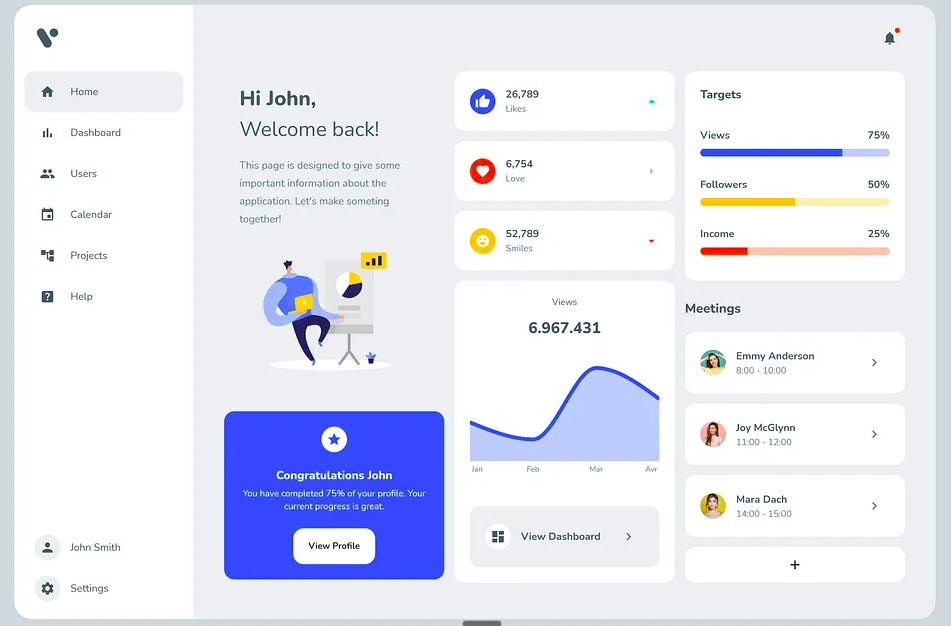 Home
Dashboard
Users
Calendar
Projects
Help
John Smith
Settings
Hi John,
Welcome back!
This page is designed to give some
important information about the
application. Let's make someting
together!
Congratulations John
You have completed 75% of your profile. Your
current progress is great.
View Profile
26,789
Likes
6,754
Love
52,789
Smiles
Views
6.967.431
Jan Feb Mar Avr
View Dashboard
Targets
Views 75%
Followers 50%
Income 25%
Meetings
Emmy Anderson
8:00 - 10:00
Joy McGlynn
11:00 - 12:00
Mara Dach
14:00 - 15:00
+